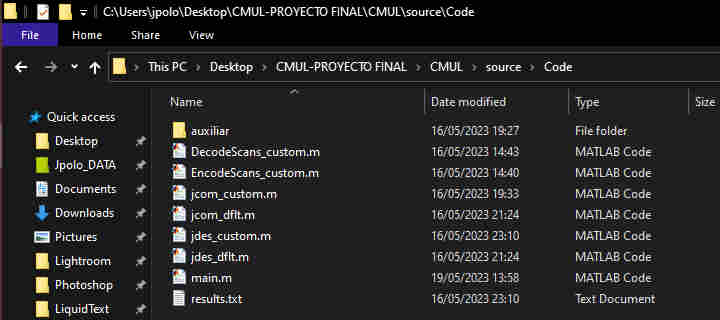 C:\Users\jpolo\Desktop\CMUL-PROYECTO FINAL\CMUL\source\Code
File Home Share View
This PC > Desktop > CMUL-PROYECTO FINAL > CMUL > source > Code
Name Date modified Type Size
Quick access
Desktop
Jpolo_DATA
Documents
Downloads
Pictures
Lightroom
Photoshop
LiquidText
auxiliar 16/05/2023 19:27 File folder
DecodeScans_custom.m 16/05/2023 14:43 MATLAB Code
EncodeScans_custom.m 16/05/2023 14:40 MATLAB Code
jcom_custom.m 16/05/2023 19:33 MATLAB Code
jcom_dflt.m 16/05/2023 21:24 MATLAB Code
jdes_custom.m 16/05/2023 23:10 MATLAB Code
jdes_dflt.m 16/05/2023 21:24 MATLAB Code
main.m 19/05/2023 13:58 MATLAB Code
results.txt 16/05/2023 23:10 Text Document